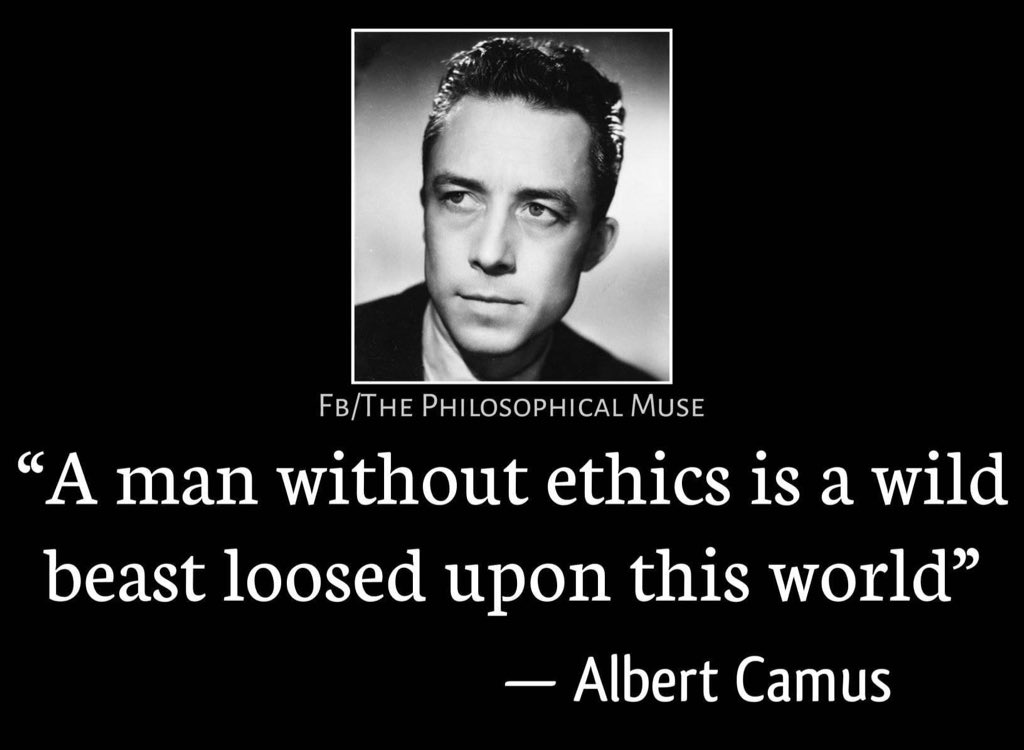 FB/THE PHILOSOPHICAL MUSE
“A man without ethics is a wild
beast loosed upon this world”
— Albert Camus